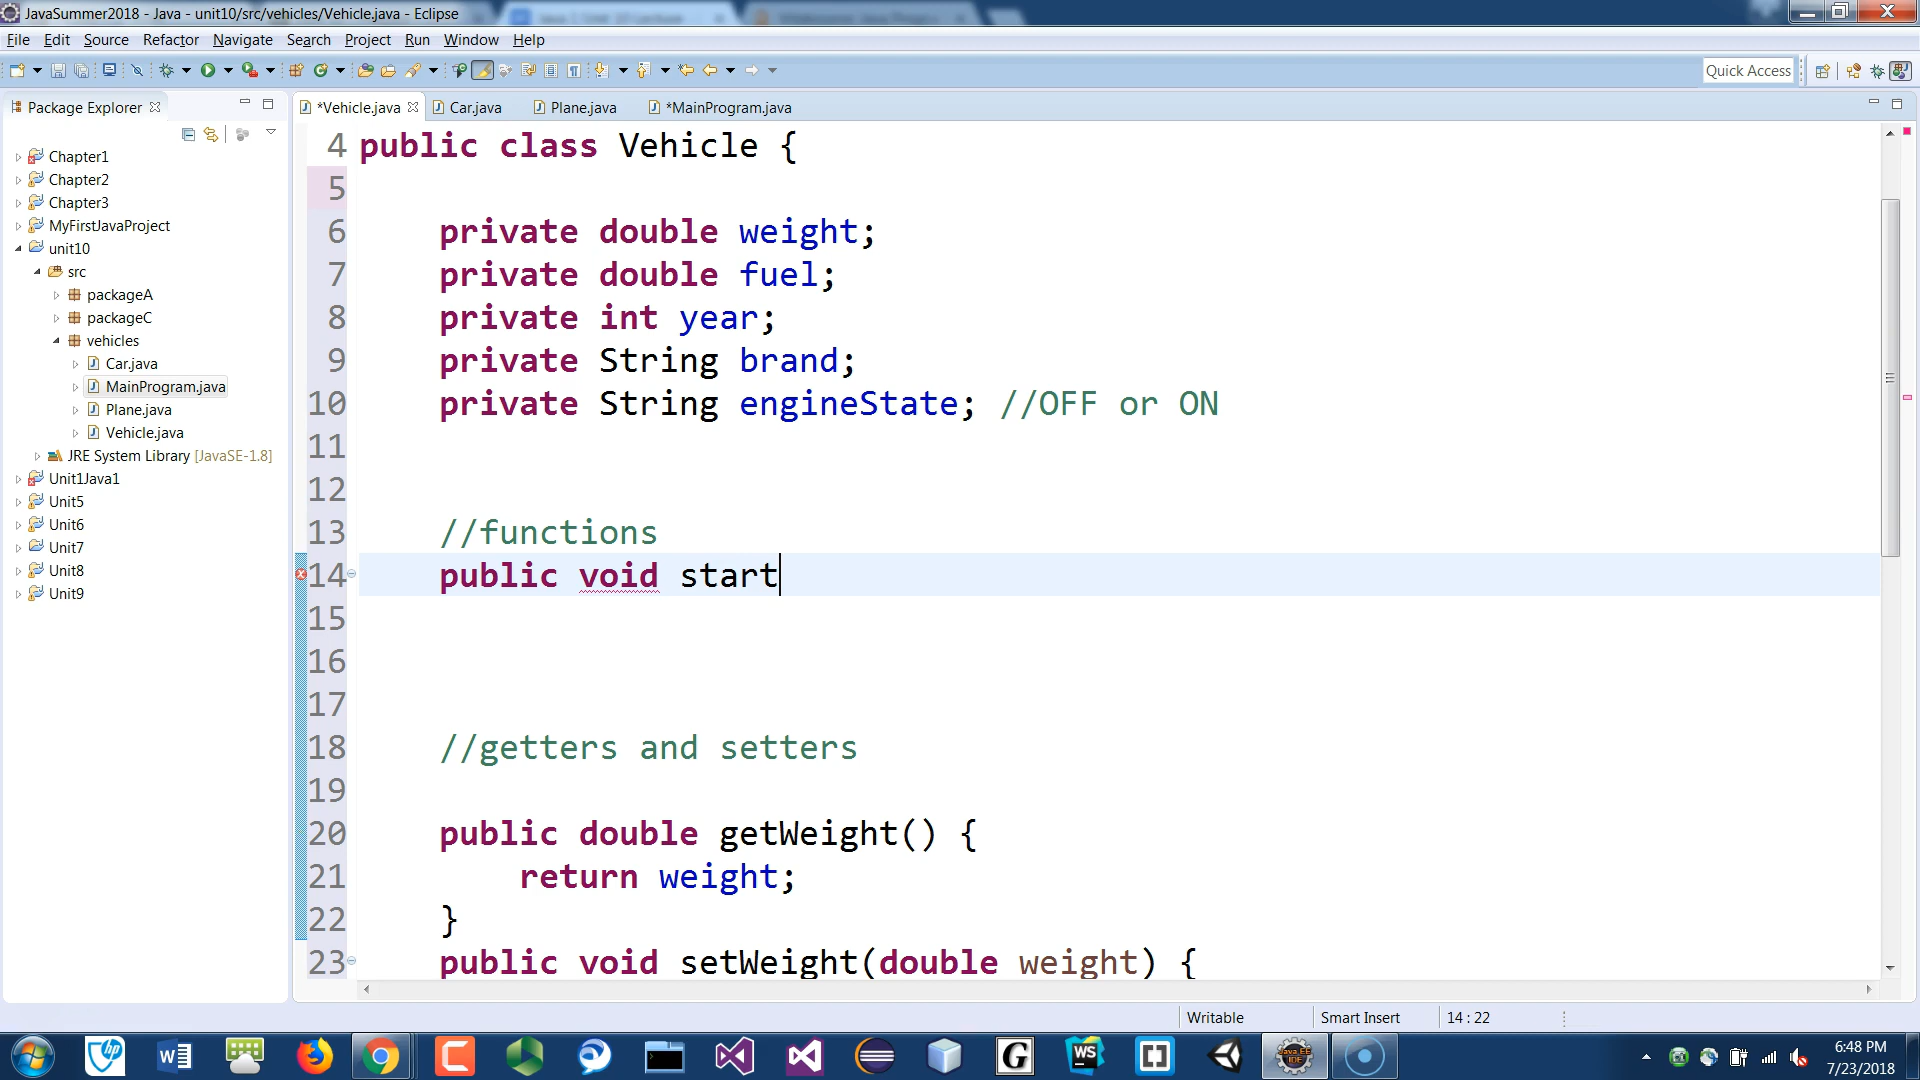 JavaSummer2018 - Java - unit10/src/vehicles/Vehicle.java - Eclipse
File Edit Source Refactor Navigate Search Project Run Window Help
Quick Access
Package Explorer
*Vehicle.java Car.java Plane.java *MainProgram.java
Chapter1
Chapter2
Chapter3
MyFirstJavaProject
unit10
src
packageA
packageC
vehicles
Car.java
MainProgram.java
Plane.java
Vehicle.java
JRE System Library [JavaSE-1.8]
Unit1Java1
Unit5
Unit6
Unit7
Unit8
Unit9
4 public class Vehicle {
5
6 private double weight;
7 private double fuel;
8 private int year;
9 private String brand;
10 private String engineState; //OFF or ON
11
12
13 //functions
14 public void start
15
16
17
18 //getters and setters
19
20 public double getWeight() {
21 return weight;
22 }
23 public void setWeight(double weight) {
Writable Smart Insert 14 : 22
hp
W
C
G
WS
Java EE
IDE
6:48 PM
7/23/2018